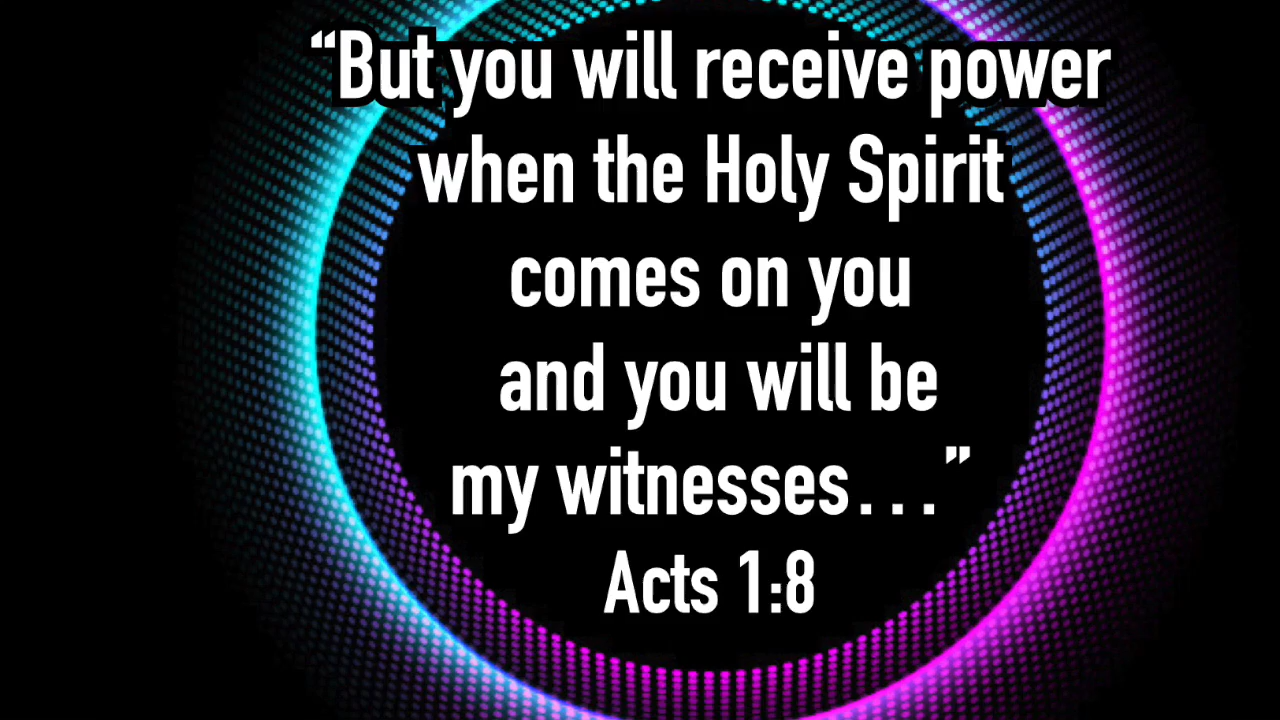 “But you will receive power
when the Holy Spirit
comes on you
and you will be
my witnesses...”
Acts 1:8